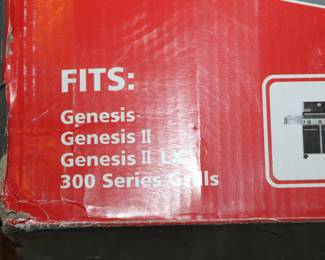 FITS:
Genesis
Genesis II
Genesis II LX
300 Series Grills